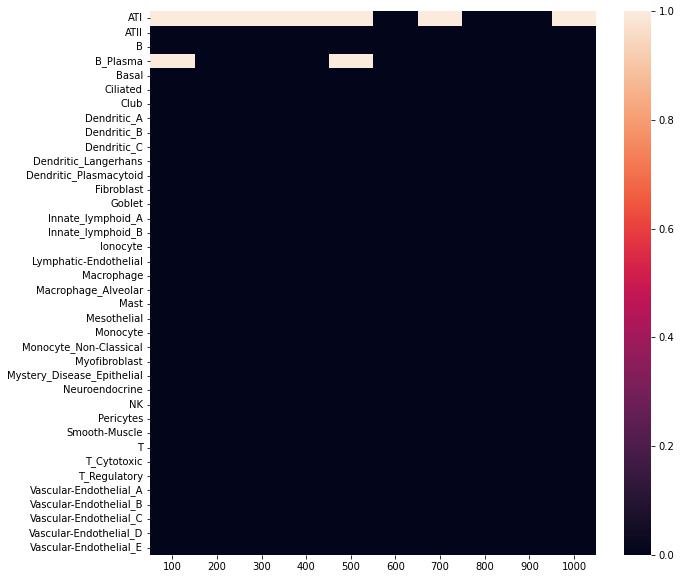 ATI
ATII
B
B_Plasma
Basal
Ciliated
Club
Dendritic_A
Dendritic_B
Dendritic_C
Dendritic_Langerhans
Dendritic_Plasmacytoid
Fibroblast
Goblet
Innate_lymphoid_A
Innate_lymphoid_B
Ionocyte
Lymphatic-Endothelial
Macrophage
Macrophage_Alveolar
Mast
Mesothelial
Monocyte
Monocyte_Non-Classical
Myofibroblast
Mystery_Disease_Epithelial
Neuroendocrine
NK
Pericytes
Smooth-Muscle
T
T_Cytotoxic
T_Regulatory
Vascular-Endothelial_A
Vascular-Endothelial_B
Vascular-Endothelial_C
Vascular-Endothelial_D
Vascular-Endothelial_E
100 200 300 400 500 600 700 800 900 1000
1.0
0.8
0.6
0.4
0.2
0.0